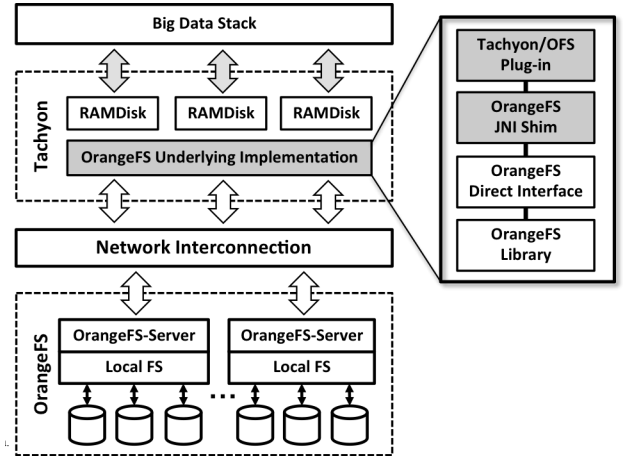 Big Data Stack
Tachyon
RAMDisk RAMDisk RAMDisk
OrangeFS Underlying Implementation
Network Interconnection
OrangeFS
OrangeFS-Server OrangeFS-Server
Local FS Local FS
...
Tachyon/OFS
Plug-in
OrangeFS
JNI Shim
OrangeFS
Direct Interface
OrangeFS
Library